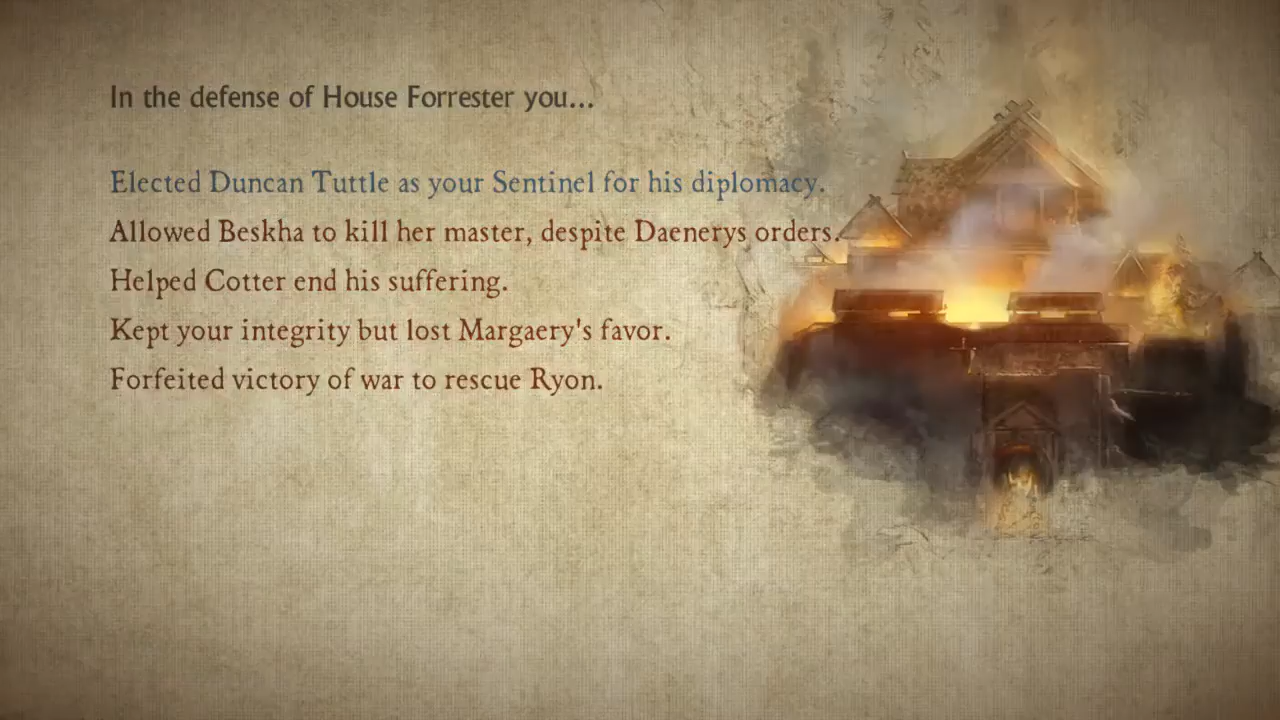 In the defense of House Forrester you...
Elected Duncan Tuttle as your Sentinel for his diplomacy.
Allowed Beskha to kill her master, despite Daenerys orders.
Helped Cotter end his suffering.
Kept your integrity but lost Margaery's favor.
Forfeited victory of war to rescue Ryon.